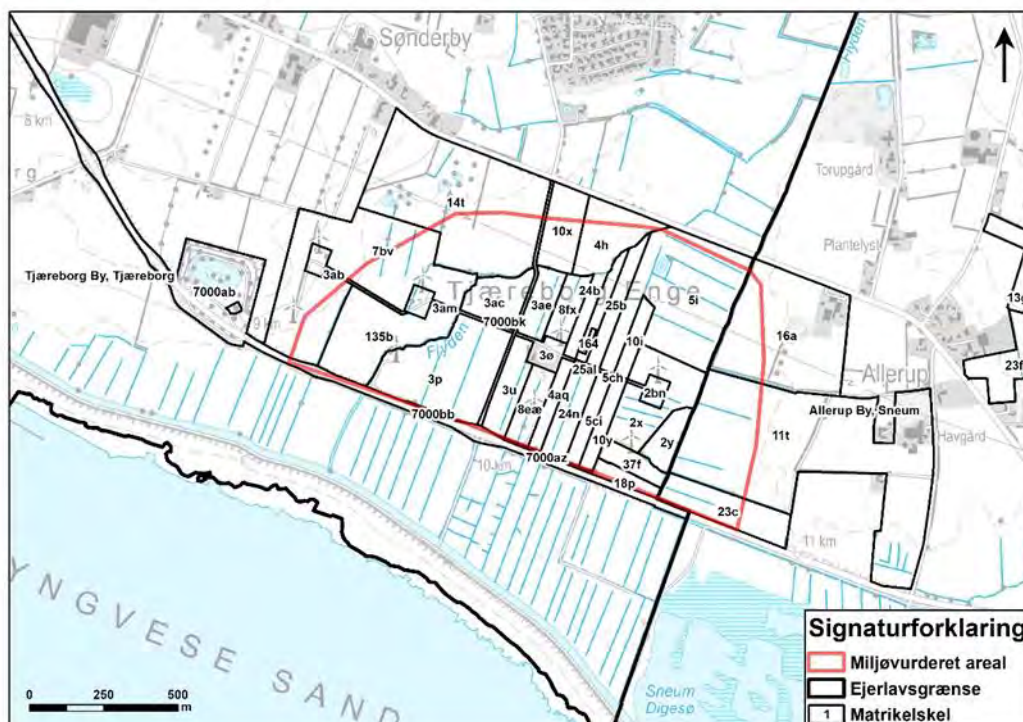 Sønderby
Flyden
8 km
r g
Torupgård
14t
10x
4h
7bv
Plantelyst
Tjæreborg By, Tjæreborg
3ab
Tjæreborg Enge
7000ab
3ac
24b
5i
13g
3am
3ae
8fx
25b
9 km
7000bk
135b
Flyden
164
10i
16a
3ø
23f
25al
5ch
Allerup
3p
3u
4aq
2bn
8eæ
24n
5ci
2x
Allerup By, Sneum
7000bb
10y
2y
11t
Havgård
7000az
37f
10 km
18p
23c
11 km
YNGVESE SAND
Sneum
Digesø
0 250 500
m
Signaturforklaring
Miljøvurderet areal
Ejerlavsgrænse
1 Matrikelskel